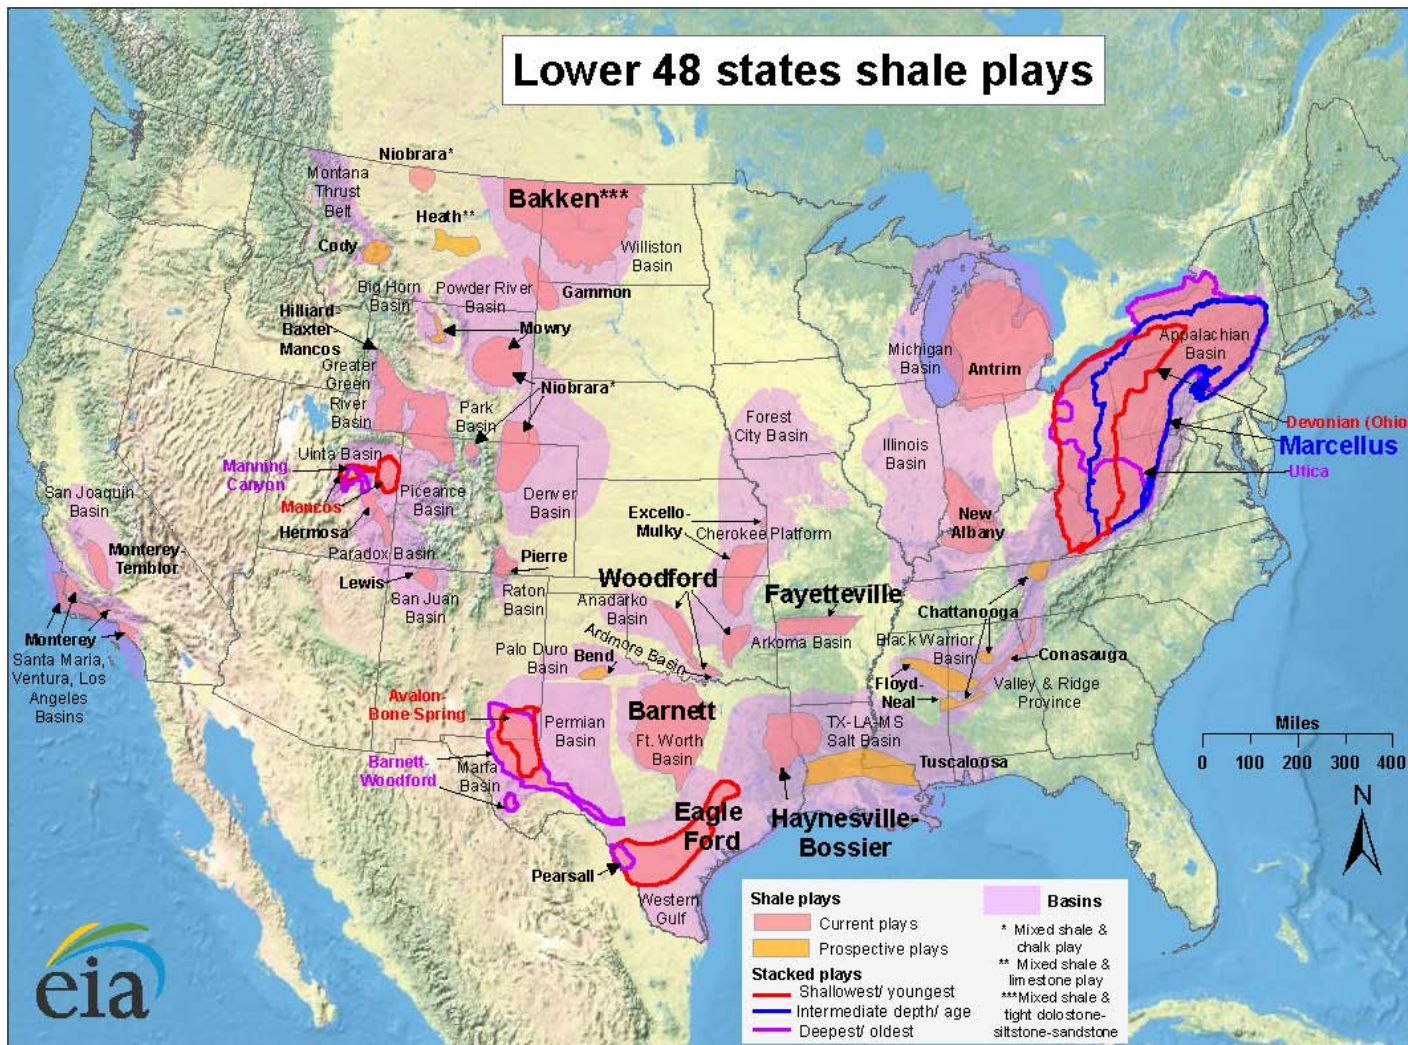 Lower 48 states shale plays
Niobrara*
Montana
Thrust
Belt
Bakken***
Heath**
Cody
Williston
Basin
Big Horn
Basin
Powder River
Basin
Gammon
Hilliard-
Baxter-
Mancos
Mowry
Greater
Green
River
Basin
Niobrara*
Park
Basin
Michigan
Basin
Antrim
Appalachian
Basin
Devonian (Ohio
Marcellus
Utica
Forest
City Basin
Illinois
Basin
Uinta Basin
Manning
Canyon
Mancos
Piceance
Basin
Denver
Basin
San Joaquin
Basin
Hermosa
Excello-
Mulky
Cherokee Platform
New
Albany
Monterey-
Temblor
Paradox Basin
Lewis
San Juan
Basin
Pierre
Raton
Basin
Woodford
Anadarko
Basin
Fayetteville
Arkoma Basin
Chattanooga
Black Warrior
Basin
Conasauga
Monterey
Santa Maria,
Ventura, Los
Angeles
Basins
Palo Duro
Basin
Bend
Ardmore Basin
Floyd-
Neal
Valley & Ridge
Province
Avalon-
Bone Spring
Permian
Basin
Barnett
Ft. Worth
Basin
TX-LA-MS
Salt Basin
Tuscaloosa
Barnett-
Woodford
Marfa
Basin
Eagle
Ford
Haynesville-
Bossier
Pearsall
Western
Gulf
Miles
0 100 200 300 400
N
Shale plays
Current plays
Prospective plays
Stacked plays
Shallowest/ youngest
Intermediate depth/ age
Deepest/ oldest
Basins
* Mixed shale &
chalk play
** Mixed shale &
limestone play
***Mixed shale &
tight dolostone-
siltstone-sandstone
eia